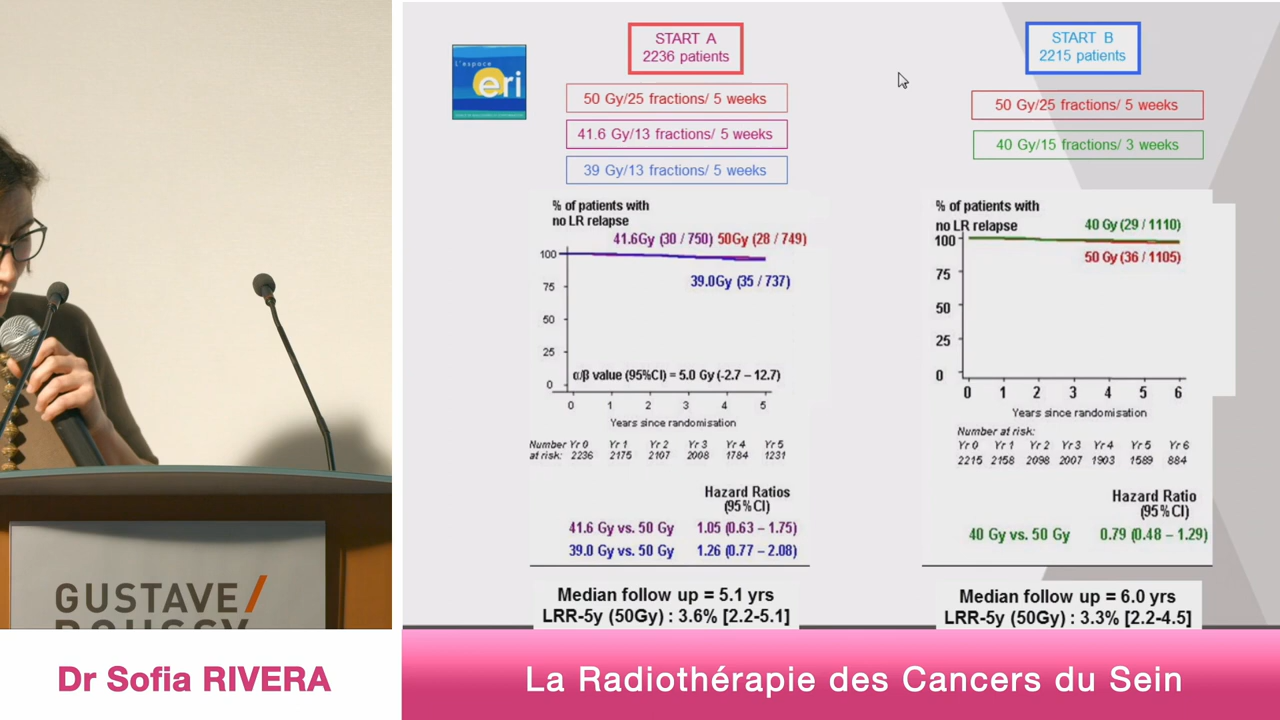 START A
2236 patients
START B
2215 patients
L'espace
eri
50 Gy/25 fractions/ 5 weeks
41.6 Gy/13 fractions/ 5 weeks
39 Gy/13 fractions/ 5 weeks
50 Gy/25 fractions/ 5 weeks
40 Gy/15 fractions/ 3 weeks
% of patients with
no LR relapse
41.6Gy (30 / 750) 50Gy (28 / 749)
39.0Gy (35 / 737)
100
75
50
25
0
α/β value (95%CI) = 5.0 Gy (-2.7 – 12.7)
0 1 2 3 4 5
Years since randomisation
Number Yr 0 Yr 1 Yr 2 Yr 3 Yr 4 Yr 5
at risk: 2236 2175 2107 2008 1784 1231
Hazard Ratios
(95%CI)
41.6 Gy vs. 50 Gy 1.05 (0.63 – 1.75)
39.0 Gy vs. 50 Gy 1.26 (0.77 – 2.08)
Median follow up = 5.1 yrs
LRR-5y (50Gy) : 3.6% [2.2-5.1]
% of patients with
no LR relapse
40 Gy (29 / 1110)
50 Gy (36 / 1105)
100
75
50
25
0
0 1 2 3 4 5 6
Years since randomisation
Number at risk:
Yr 0 Yr 1 Yr 2 Yr 3 Yr 4 Yr 5 Yr 6
2215 2158 2098 2007 1903 1589 884
Hazard Ratio
(95%CI)
40 Gy vs. 50 Gy 0.79 (0.48 – 1.29)
Median follow up = 6.0 yrs
LRR-5y (50Gy) : 3.3% [2.2-4.5]
GUSTAVE/
ROUSSY
Dr Sofia RIVERA
La Radiothérapie des Cancers du Sein